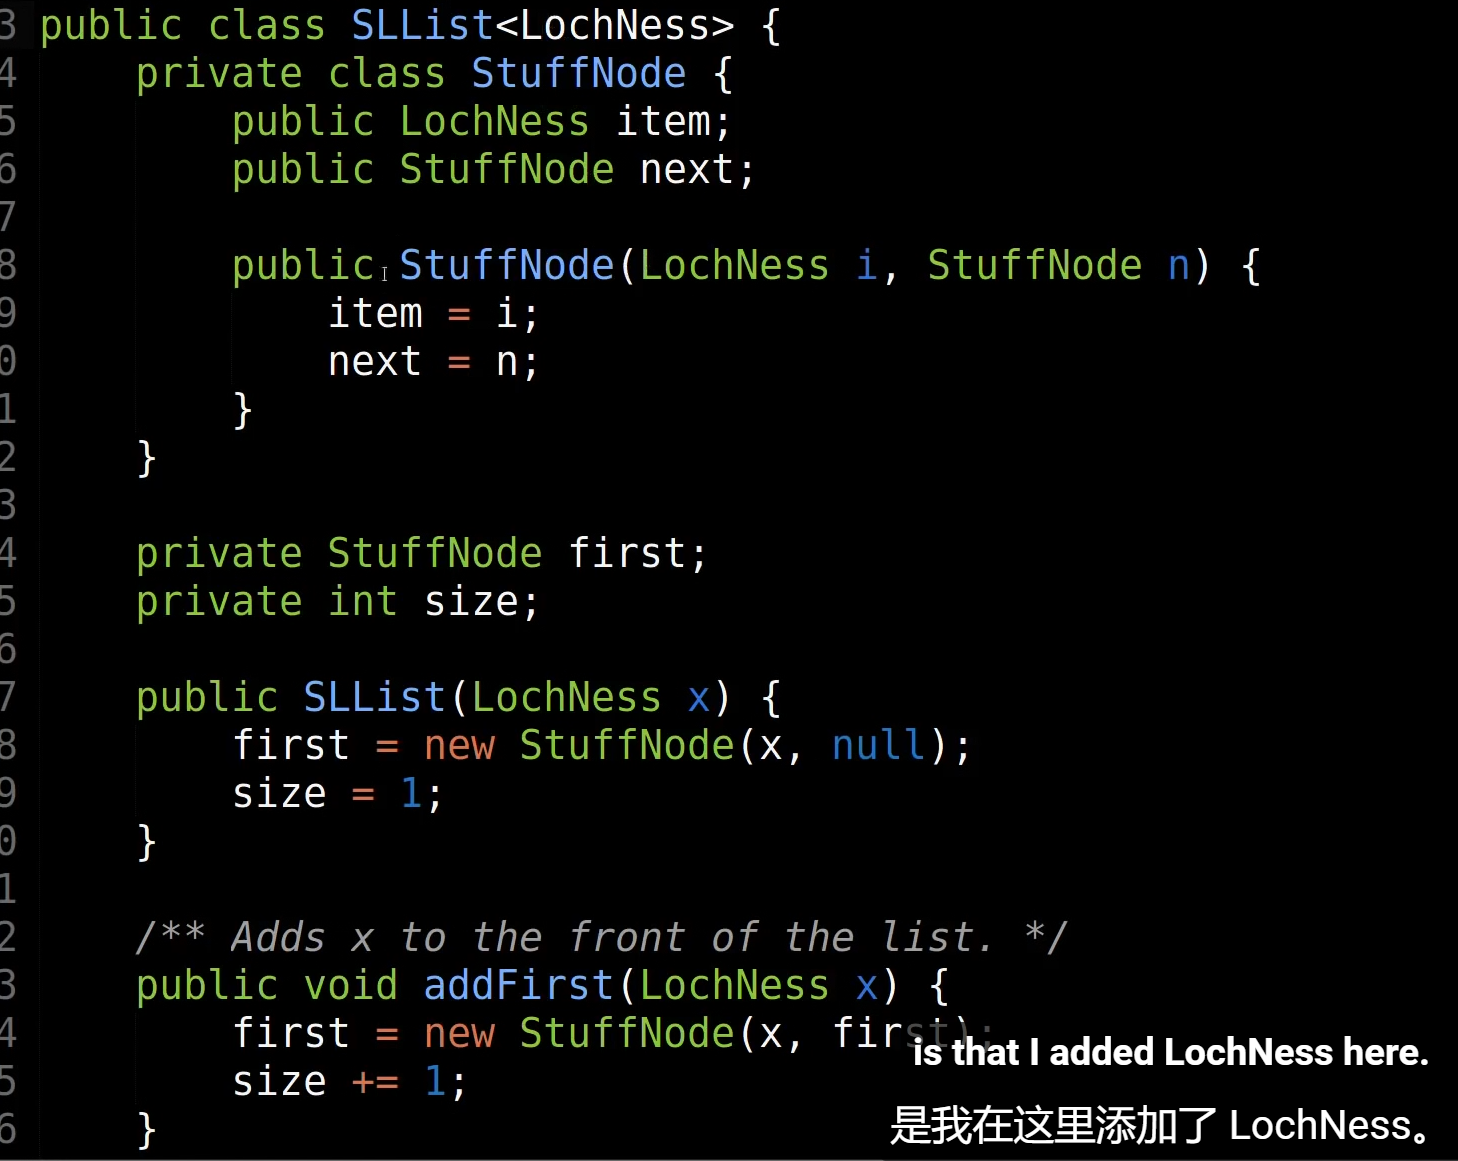 3 public class SLList<LochNess> {
4     private class StuffNode {
5         public LochNess item;
6         public StuffNode next;
7
8         public StuffNode(LochNess i, StuffNode n) {
9             item = i;
0             next = n;
1         }
2     }
3
4     private StuffNode first;
5     private int size;
6
7     public SLList(LochNess x) {
8         first = new StuffNode(x, null);
9         size = 1;
0     }
1
2     /** Adds x to the front of the list. */
3     public void addFirst(LochNess x) {
4         first = new StuffNode(x, first);
5         size += 1;
6     }
is that I added LochNess here.
是我在这里添加了 LochNess。